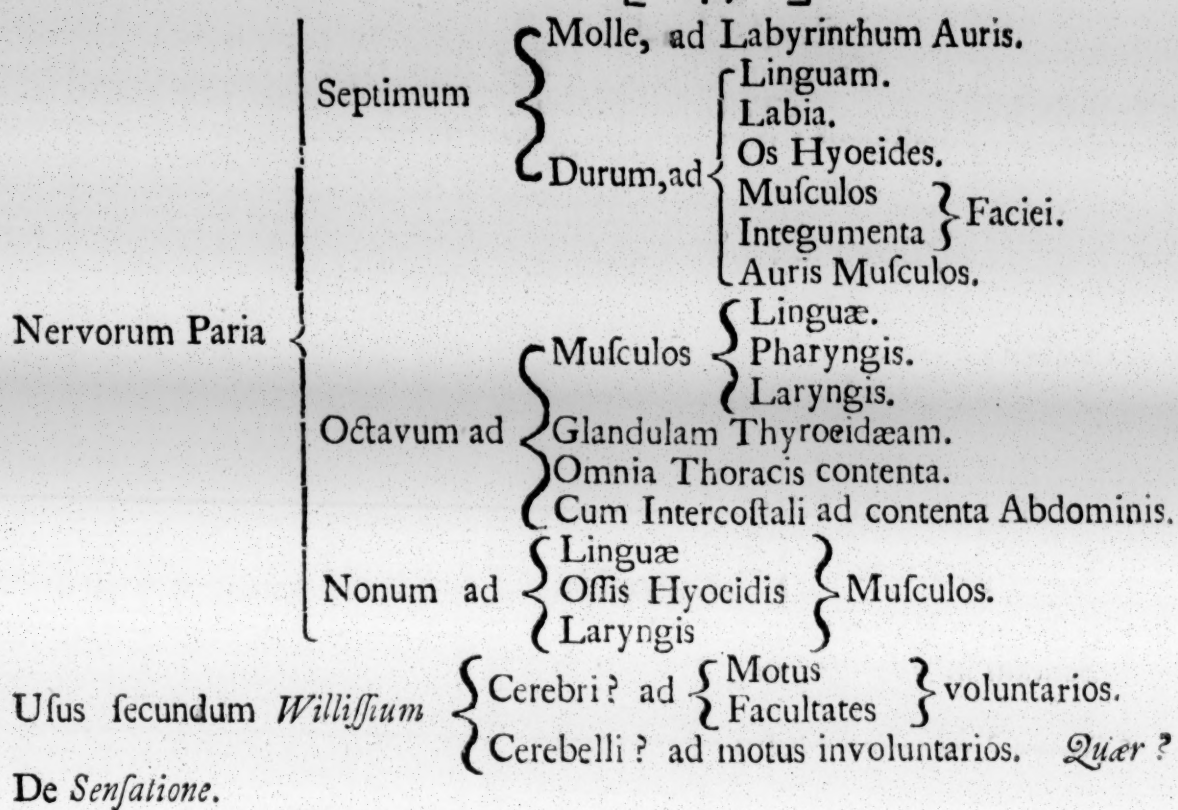 Septimum
Molle, ad Labyrinthum Auris.
Durum, ad
Linguam.
Labia.
Os Hyoeides.
Muſculos
Integumenta
Faciei.
Auris Muſculos.
Nervorum Paria
Octavum ad
Muſculos
Linguæ.
Pharyngis.
Laryngis.
Glandulam Thyroeidæam.
Omnia Thoracis contenta.
Cum Intercoſtali ad contenta Abdominis.
Nonum ad
Linguæ
Oſſis Hyocidis
Laryngis
Muſculos.
Uſus ſecundum Williſſium
Cerebri? ad
Motus
Facultates
voluntarios.
Cerebelli? ad motus involuntarios. Quær?
De Senſatione.